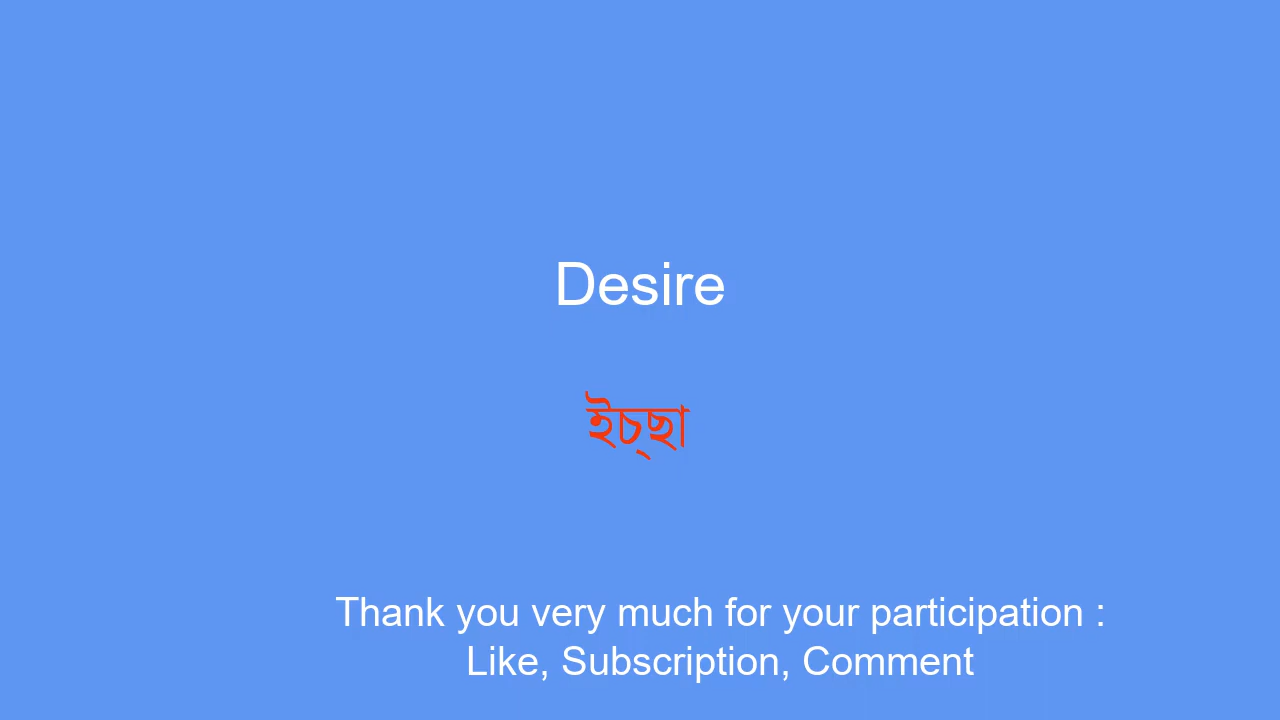 Desire
ইচ্ছা
Thank you very much for your participation :
Like, Subscription, Comment